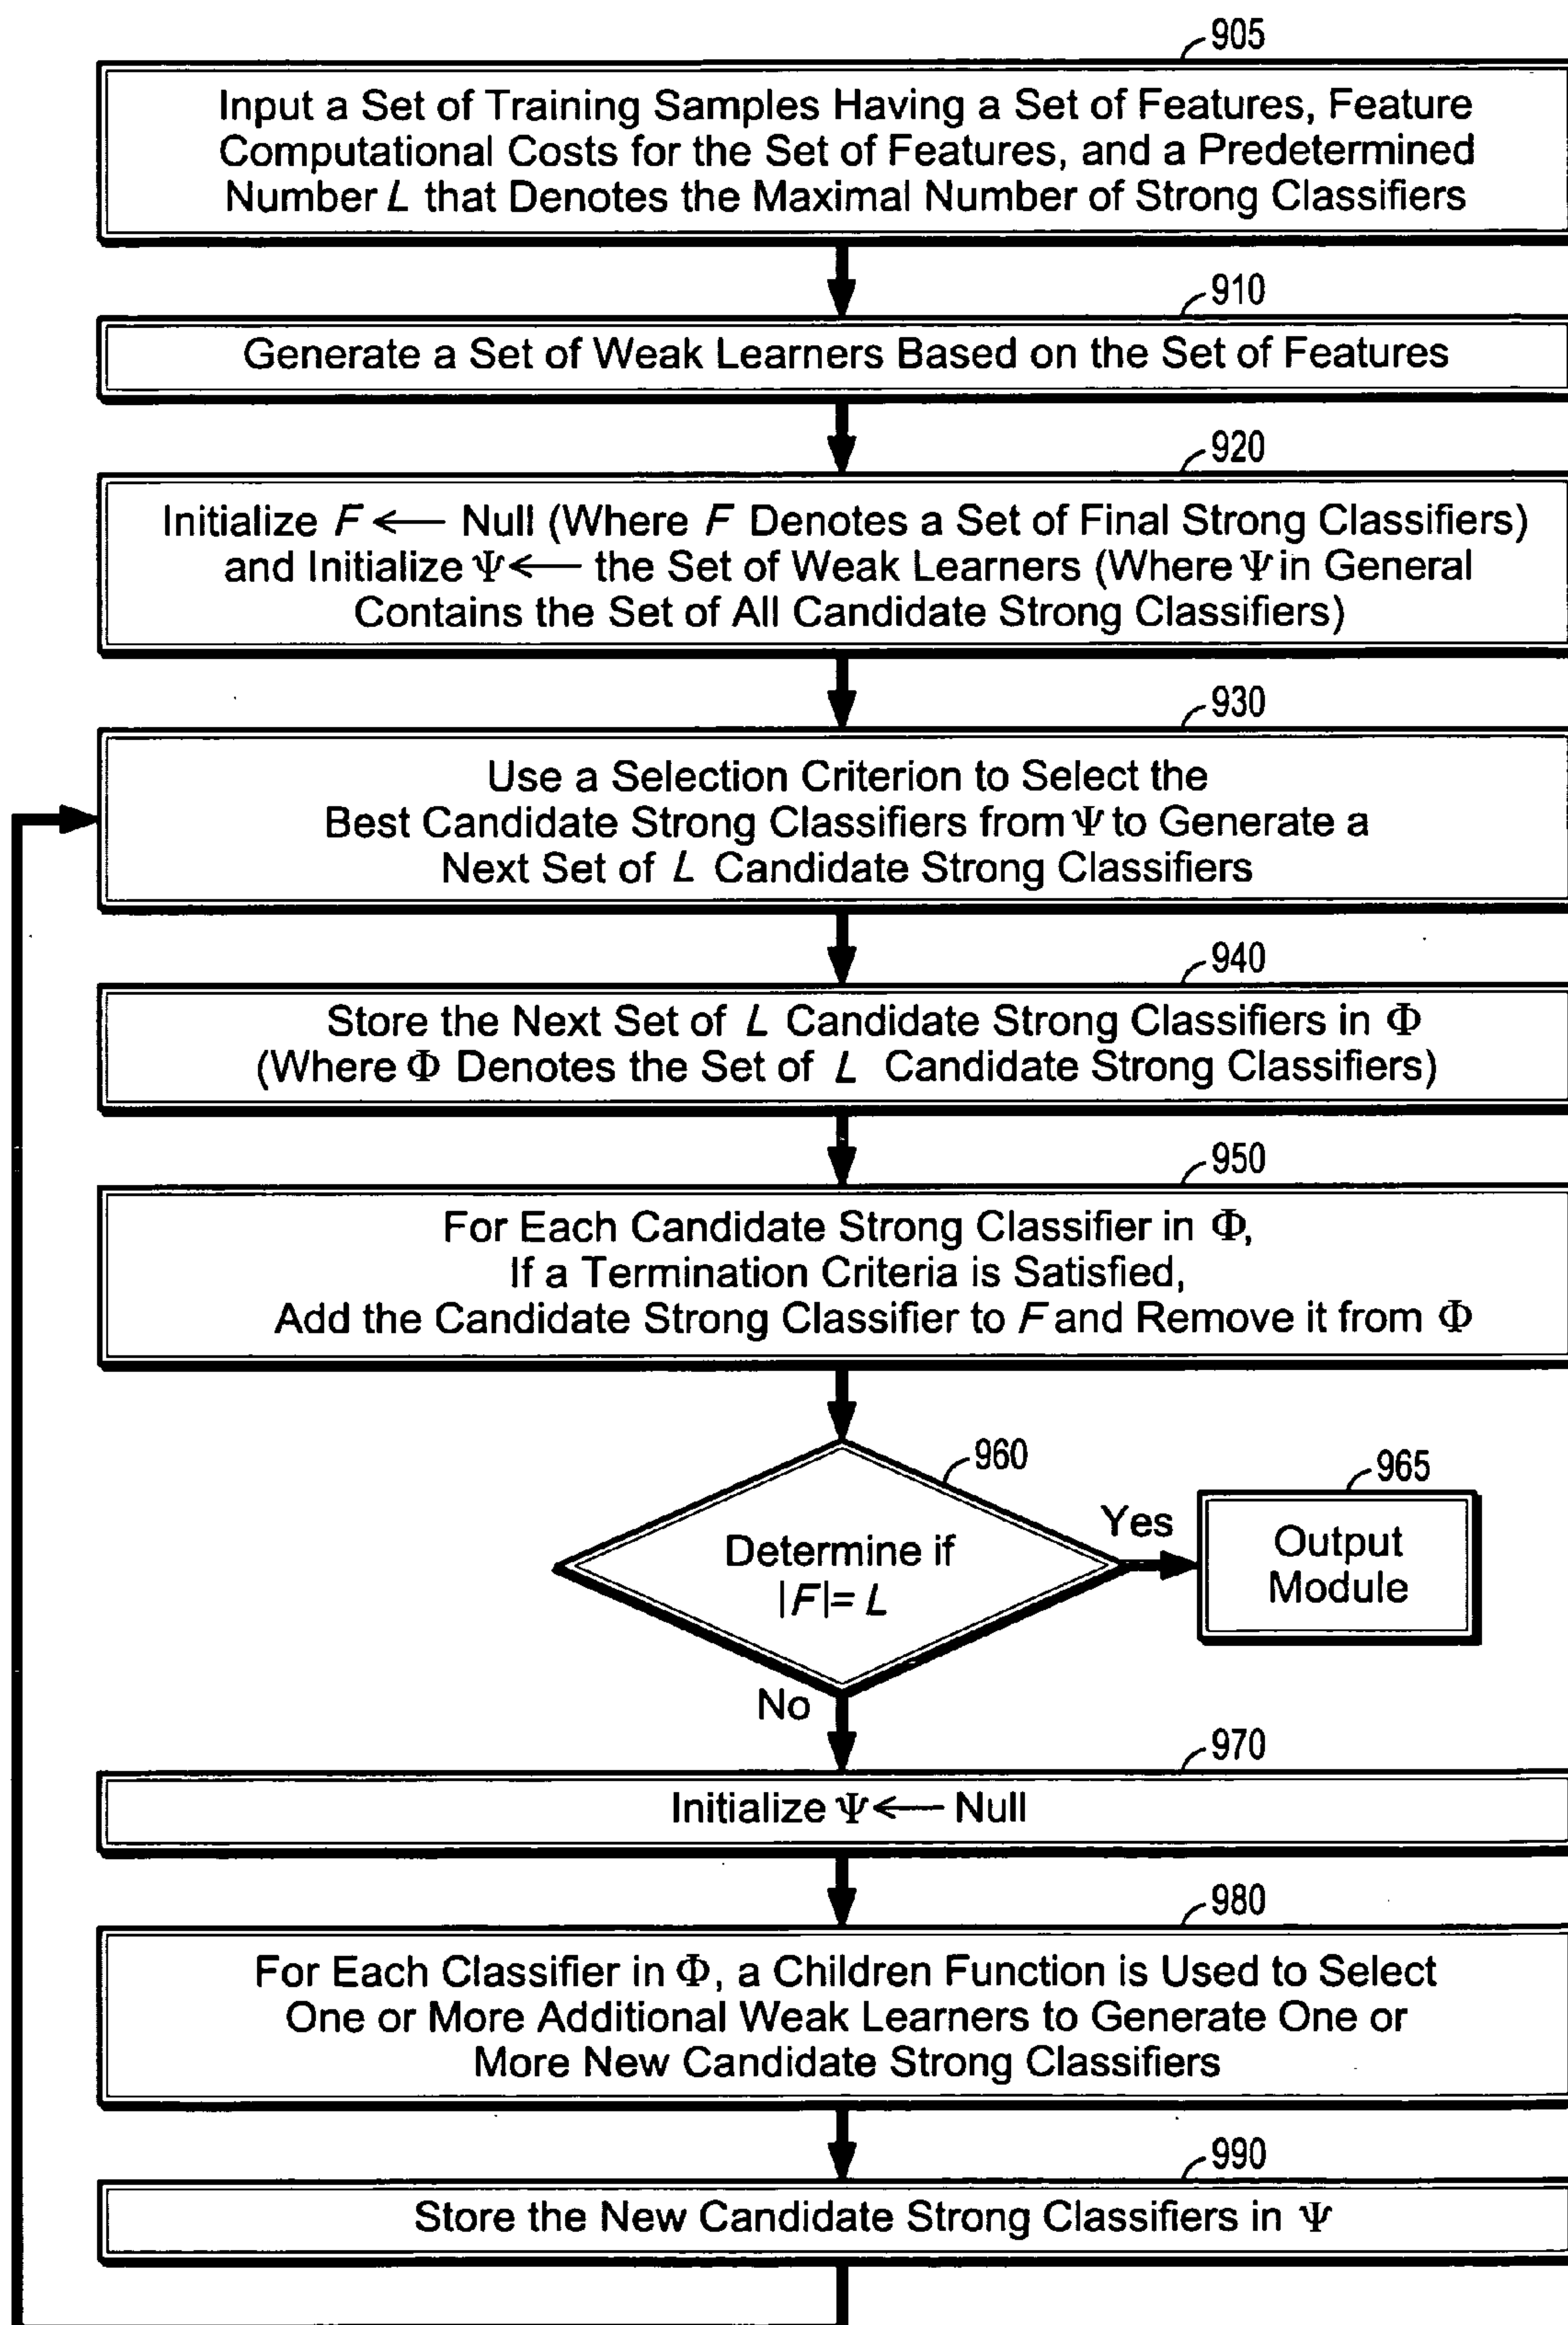 905
Input a Set of Training Samples Having a Set of Features, Feature
Computational Costs for the Set of Features, and a Predetermined
Number L that Denotes the Maximal Number of Strong Classifiers
910
Generate a Set of Weak Learners Based on the Set of Features
920
Initialize F ⟵ Null (Where F Denotes a Set of Final Strong Classifiers)
and Initialize Ψ ⟵ the Set of Weak Learners (Where Ψ in General
Contains the Set of All Candidate Strong Classifiers)
930
Use a Selection Criterion to Select the
Best Candidate Strong Classifiers from Ψ to Generate a
Next Set of L Candidate Strong Classifiers
940
Store the Next Set of L Candidate Strong Classifiers in Φ
(Where Φ Denotes the Set of L Candidate Strong Classifiers)
950
For Each Candidate Strong Classifier in Φ,
If a Termination Criteria is Satisfied,
Add the Candidate Strong Classifier to F and Remove it from Φ
960
Determine if
|F|= L
Yes
965
Output
Module
No
970
Initialize Ψ ⟵ Null
980
For Each Classifier in Φ, a Children Function is Used to Select
One or More Additional Weak Learners to Generate One or
More New Candidate Strong Classifiers
990
Store the New Candidate Strong Classifiers in Ψ